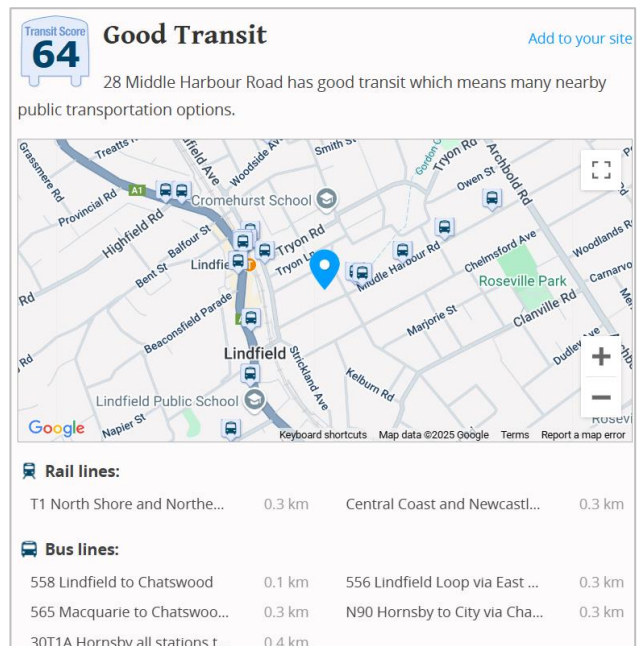 Transit Score
64
Good Transit
Add to your site
28 Middle Harbour Road has good transit which means many nearby
public transportation options.
Grassmere Rd
Treatts
Smith St
Woodside
Gordon
Tryon Rd
Archbold Rd
Owen St
A1
Provincial Rd
Lindfield Ave
Cromehurst School
Highfield Rd
Balfour St
Bent St
Tryon Rd
Tryon Ln
Lindfie
Middle Harbour Rd
Chelmsford Ave
Woodlands R
Roseville Park
Carnarvo
Clanville Rd
Rd
Beaconsfield Parade
Marjorie St
Dudley Ave
Lindfield
Strickland Ave
Kelburn Rd
Rd
Lindfield Public School
Napier St
Rosevi
Google
Keyboard shortcuts
Map data ©2025 Google
Terms
Report a map error
Rail lines:
T1 North Shore and Northe... 0.3 km Central Coast and Newcastl... 0.3 km
Bus lines:
558 Lindfield to Chatswood 0.1 km 556 Lindfield Loop via East ... 0.3 km
565 Macquarie to Chatswoo... 0.3 km N90 Hornsby to City via Cha... 0.3 km
30T1A Hornsby all stations t... 0.4 km